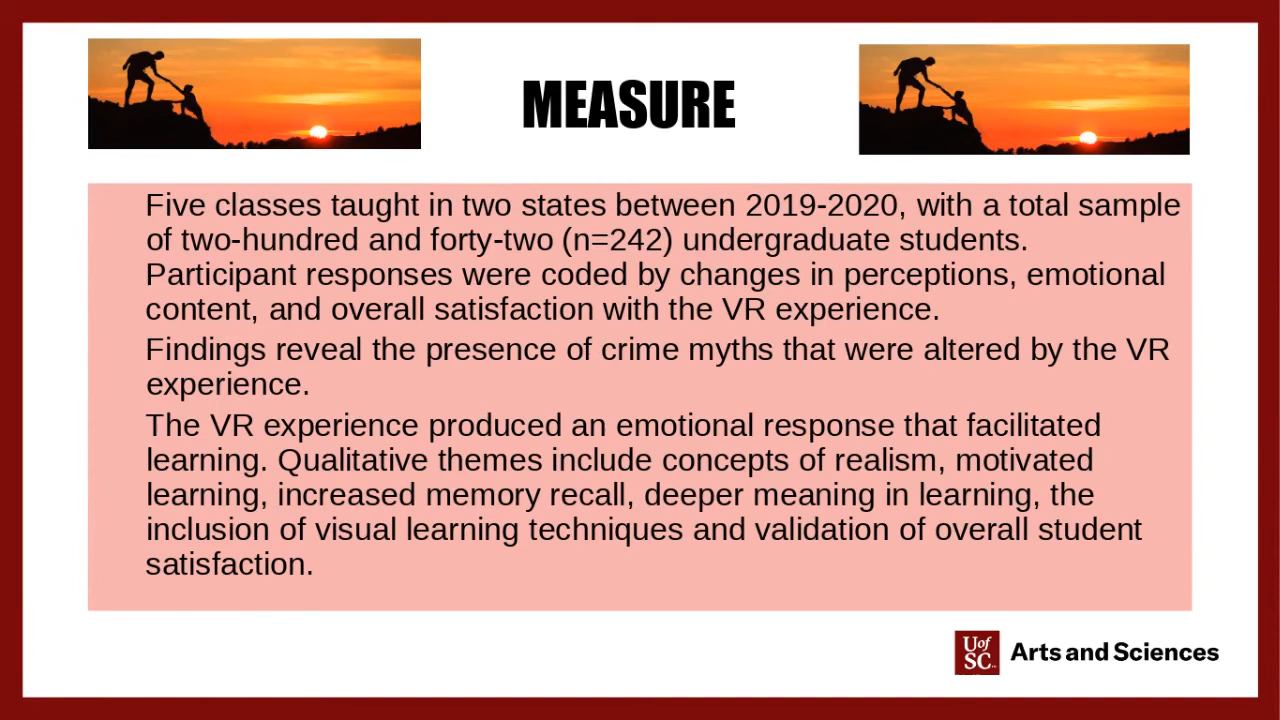 MEASURE
Five classes taught in two states between 2019-2020, with a total sample
of two-hundred and forty-two (n=242) undergraduate students.
Participant responses were coded by changes in perceptions, emotional
content, and overall satisfaction with the VR experience.
Findings reveal the presence of crime myths that were altered by the VR
experience.
The VR experience produced an emotional response that facilitated
learning. Qualitative themes include concepts of realism, motivated
learning, increased memory recall, deeper meaning in learning, the
inclusion of visual learning techniques and validation of overall student
satisfaction.
U of
SC
Arts and Sciences